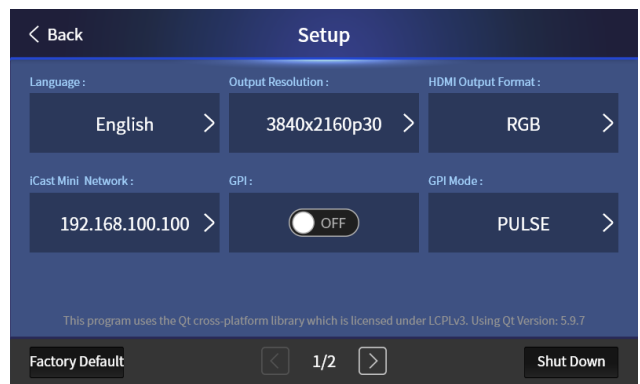 Back
Setup
Language :
Output Resolution :
HDMI Output Format :
English
3840x2160p30
RGB
iCast Mini Network :
GPI :
GPI Mode :
192.168.100.100
OFF
PULSE
This program uses the Qt cross-platform library which is licensed under LCPLv3. Using Qt Version: 5.9.7
Factory Default
1/2
Shut Down